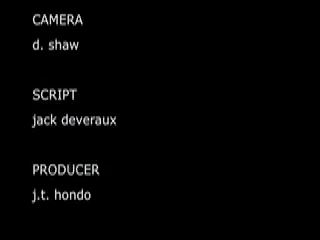 CAMERA
d. shaw
SCRIPT
jack deveraux
PRODUCER
j.t. hondo